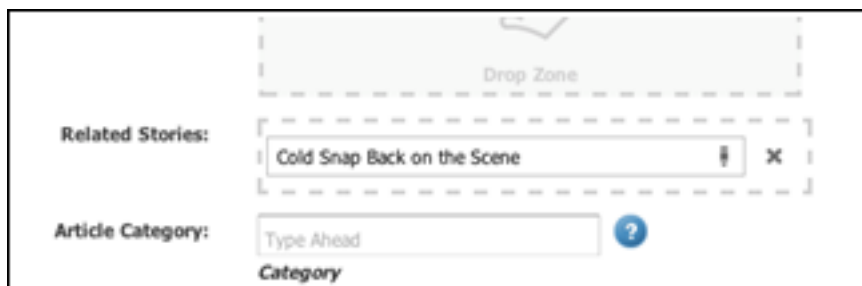 Drop Zone
Related Stories:
Cold Snap Back on the Scene
Article Category:
Type Ahead
?
Category